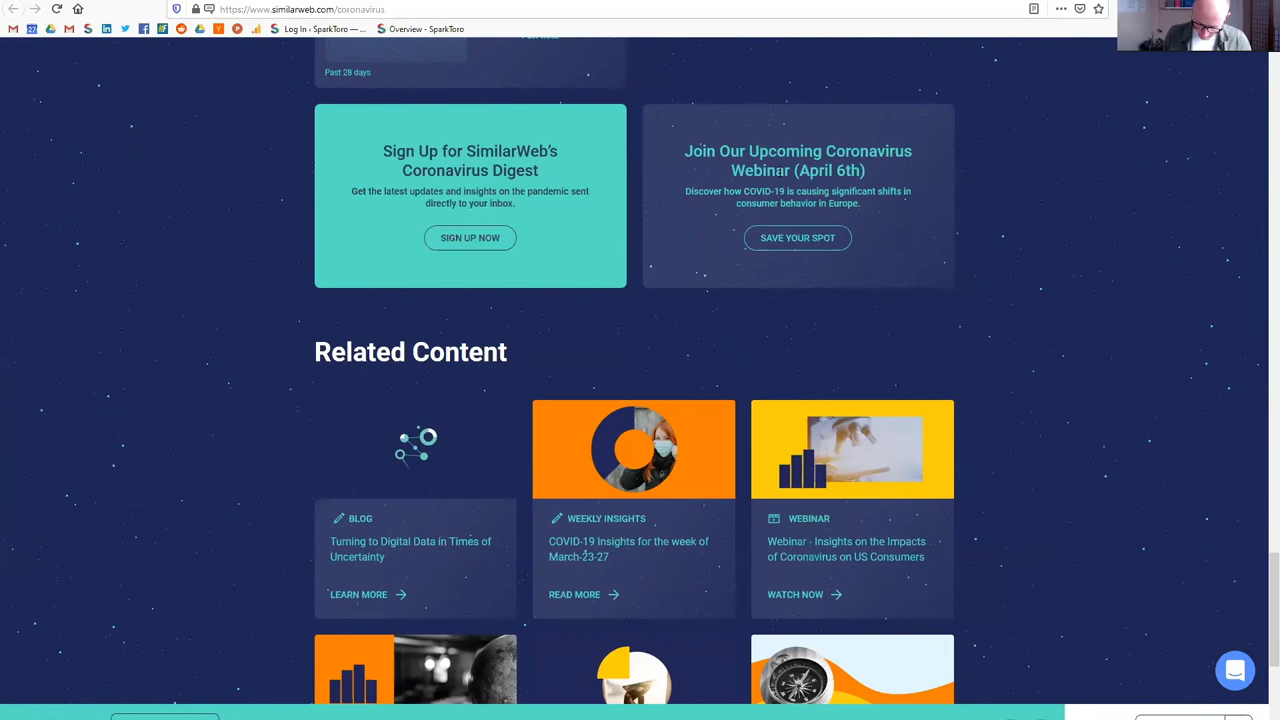 https://www.similarweb.com/coronavirus
Log In ‹ SparkToro — ...
Overview - SparkToro
Past 28 days
Sign Up for SimilarWeb’s
Coronavirus Digest
Get the latest updates and insights on the pandemic sent
directly to your inbox.
SIGN UP NOW
Join Our Upcoming Coronavirus
Webinar (April 6th)
Discover how COVID-19 is causing significant shifts in
consumer behavior in Europe.
SAVE YOUR SPOT
Related Content
BLOG
Turning to Digital Data in Times of
Uncertainty
LEARN MORE
WEEKLY INSIGHTS
COVID-19 Insights for the week of
March-23-27
READ MORE
WEBINAR
Webinar - Insights on the Impacts
of Coronavirus on US Consumers
WATCH NOW